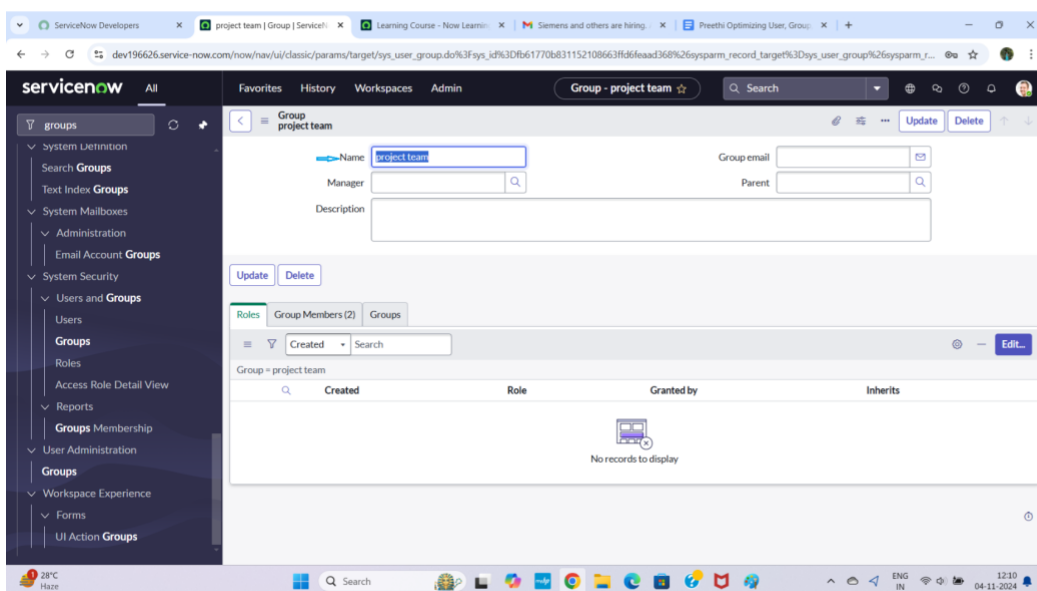 ServiceNow Developers
project team | Group | ServiceN
Learning Course - Now Learnin
Siemens and others are hiring.
Preethi Optimizing User, Group
dev196626.service-now.com/now/nav/ui/classic/params/target/sys_user_group.do%3Fsys_id%3Dfb61770b831152108663ffd6feaad368%26sysparm_record_target%3Dsys_user_group%26sysparm_r...
servicenow All Favorites History Workspaces Admin Group - project team Search
groups
Group
project team
Update Delete
System Definition
Search Groups
Text Index Groups
System Mailboxes
Administration
Email Account Groups
System Security
Users and Groups
Users
Groups
Roles
Access Role Detail View
Reports
Groups Membership
User Administration
Groups
Workspace Experience
Forms
UI Action Groups
Name project team Group email
Manager Parent
Description
Update Delete
Roles Group Members (2) Groups
Created Search Edit...
Group = project team
Created Role Granted by Inherits
No records to display
1
28°C
Haze
Search
ENG
IN
12:10
04-11-2024